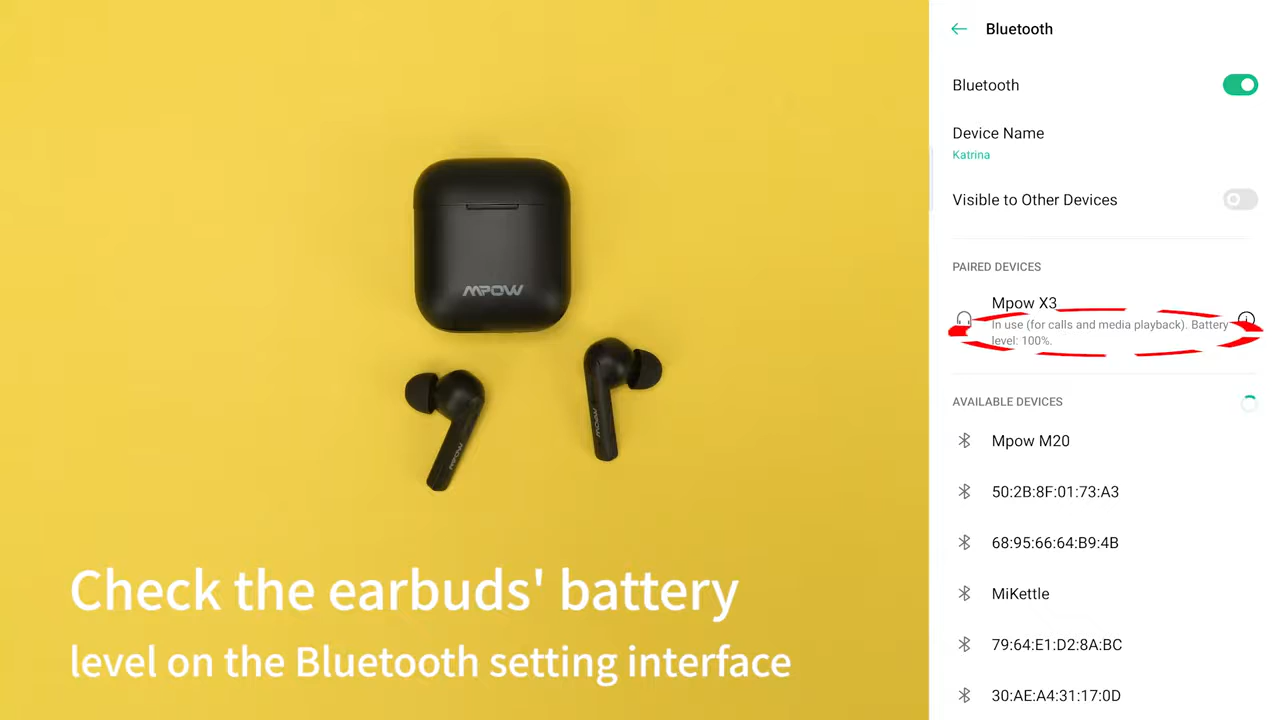 MPOW
MPOW
MPOW
Check the earbuds' battery
level on the Bluetooth setting interface
Bluetooth
Bluetooth
Device Name
Katrina
Visible to Other Devices
PAIRED DEVICES
Mpow X3
In use (for calls and media playback). Battery
level: 100%.
AVAILABLE DEVICES
Mpow M20
50:2B:8F:01:73:A3
68:95:66:64:B9:4B
MiKettle
79:64:E1:D2:8A:BC
30:AE:A4:31:17:0D